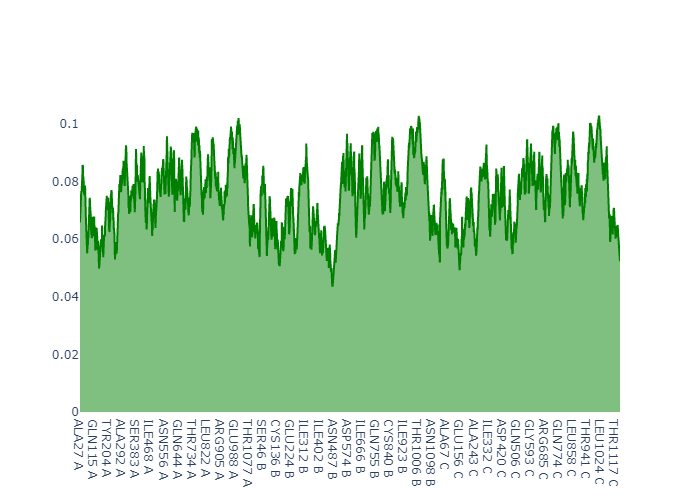 0.1
0.08
0.06
0.04
0.02
0
ALA27 A
GLN115 A
TYR204 A
ALA292 A
SER383 A
ILE468 A
ASN556 A
GLN644 A
THR734 A
LEU822 A
ARG905 A
GLU988 A
THR1077 A
SER46 B
CYS136 B
GLU224 B
ILE312 B
ILE402 B
ASN487 B
ASP574 B
ILE666 B
GLN755 B
CYS840 B
ILE923 B
THR1006 B
ASN1098 B
ALA67 C
GLU156 C
ALA243 C
ILE332 C
ASP420 C
GLN506 C
GLY593 C
ARG685 C
GLN774 C
LEU858 C
THR941 C
LEU1024 C
THR1117 C